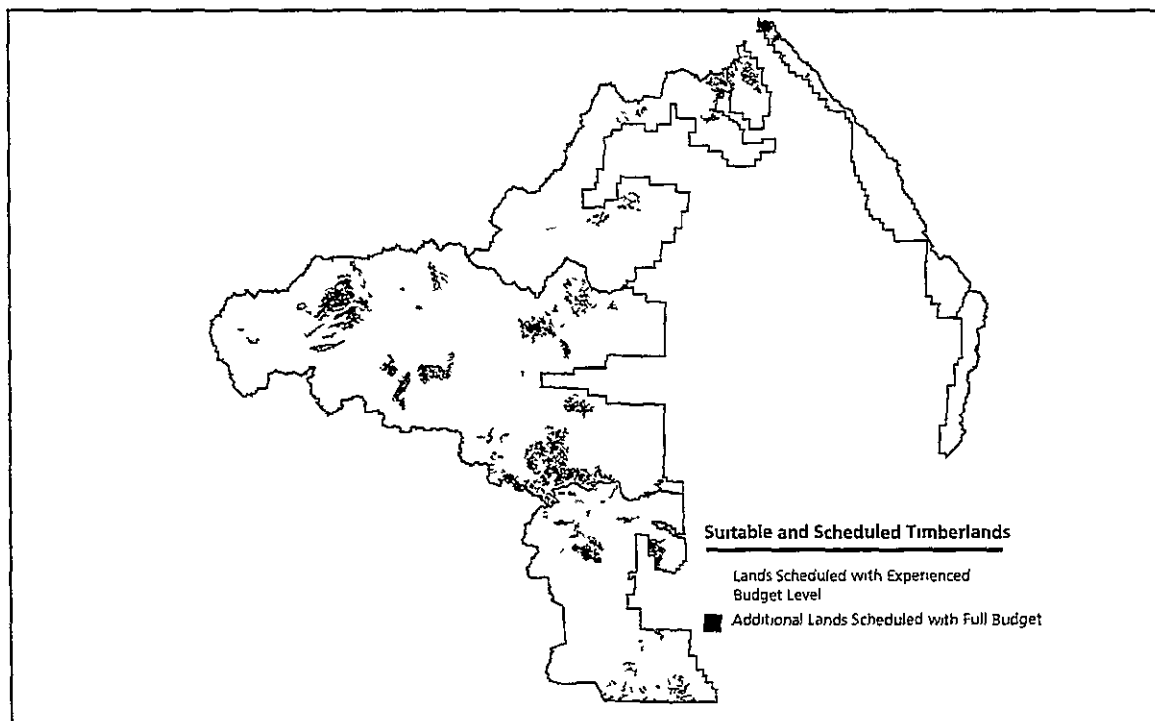 Suitable and Scheduled Timberlands
Lands Scheduled with Experienced
Budget Level
Additional Lands Scheduled with Full Budget